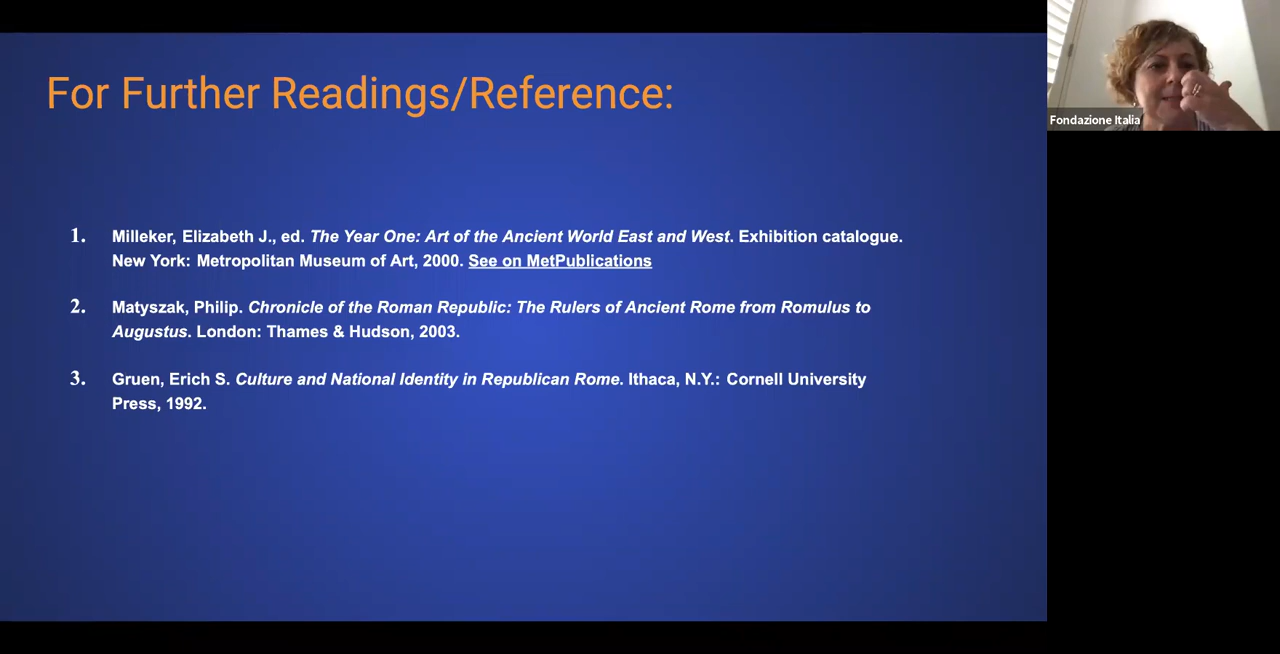 For Further Readings/Reference:
1. Milleker, Elizabeth J., ed. The Year One: Art of the Ancient World East and West. Exhibition catalogue.
New York: Metropolitan Museum of Art, 2000. See on MetPublications
2. Matyszak, Philip. Chronicle of the Roman Republic: The Rulers of Ancient Rome from Romulus to
Augustus. London: Thames & Hudson, 2003.
3. Gruen, Erich S. Culture and National Identity in Republican Rome. Ithaca, N.Y.: Cornell University
Press, 1992.
Fondazione Italia